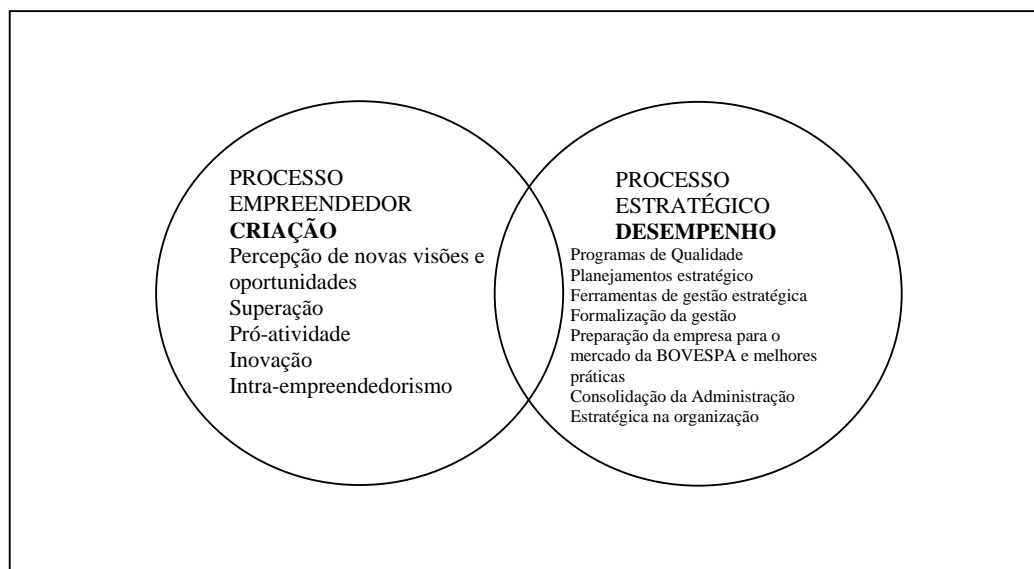 PROCESSO
EMPREENDEDOR
CRIAÇÃO
Percepção de novas visões e
oportunidades
Superação
Pró-atividade
Inovação
Intra-empreendedorismo
PROCESSO
ESTRATÉGICO
DESEMPENHO
Programas de Qualidade
Planejamentos estratégico
Ferramentas de gestão estratégica
Formalização da gestão
Preparação da empresa para o
mercado da BOVESPA e melhores
práticas
Consolidação da Administração
Estratégica na organização